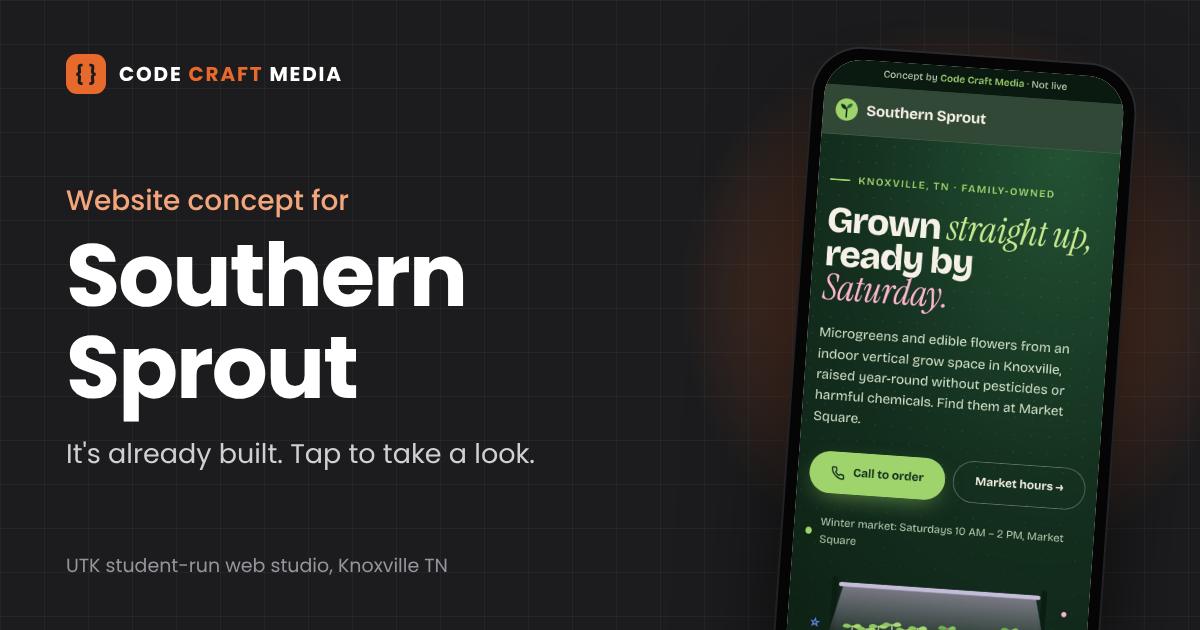 { } CODE CRAFT MEDIA
Website concept for
Southern
Sprout
It's already built. Tap to take a look.
UTK student-run web studio, Knoxville TN
Concept by Code Craft Media · Not live
Southern Sprout
KNOXVILLE, TN · FAMILY-OWNED
Grown straight up,
ready by
Saturday.
Microgreens and edible flowers from an
indoor vertical grow space in Knoxville,
raised year-round without pesticides or
harmful chemicals. Find them at Market
Square.
Call to order
Market hours →
Winter market: Saturdays 10 AM – 2 PM, Market
Square